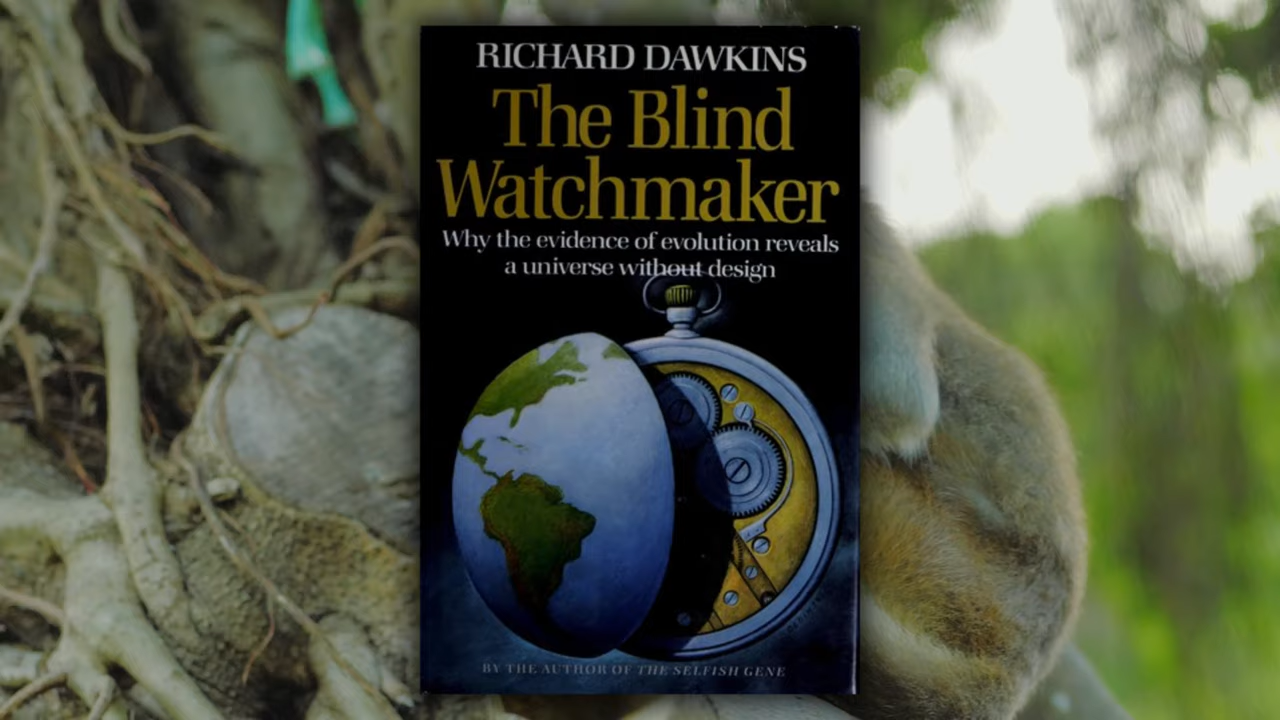 RICHARD DAWKINS
The Blind
Watchmaker
Why the evidence of evolution reveals
a universe without design
BY THE AUTHOR OF THE SELFISH GENE